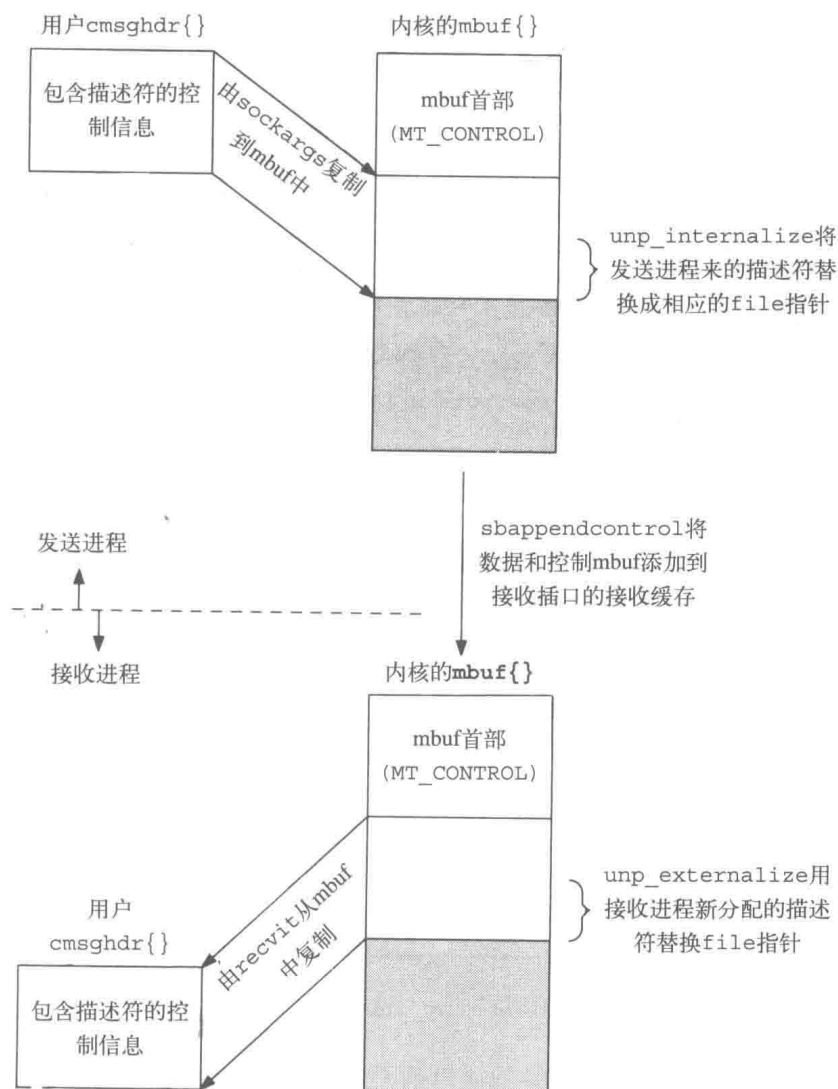 用户cmsghdr{}
内核的mbuf{}
包含描述符的控
制信息
由sockargs复制
到mbuf中
mbuf首部
(MT_CONTROL)
unp_internalize将
发送进程来的描述符替
换成相应的file指针
sbappendcontrol将
数据和控制mbuf添加到
接收插口的接收缓存
发送进程
接收进程
内核的mbuf{}
mbuf首部
(MT_CONTROL)
unp_externalize用
接收进程新分配的描述
符替换file指针
由recvit从mbuf
中复制
用户
cmsghdr{}
包含描述符的控
制信息